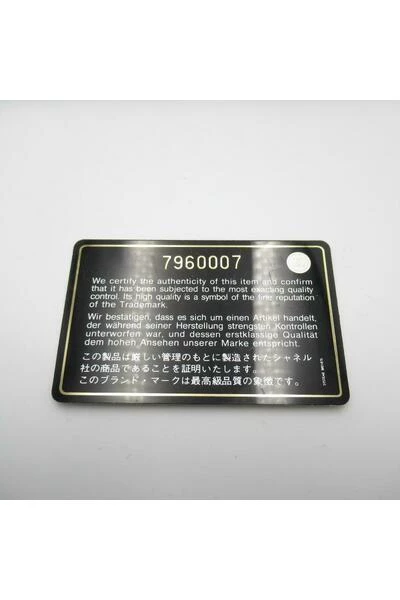 7960007
We certify the authenticity of this item and confirm
that it has been subjected to the most exacting quality
control. Its high quality is a symbol of the fine reputation
of the Trademark.
Wir bestätigen, dass es sich um einen Artikel handelt,
der während seiner Herstellung strengsten Kontrollen
unterworfen war, und dessen erstklassige Qualität
dem hohen Ansehen unserer Marke entspricht.
この製品は厳しい管理のもとに製造されたシャネル
社の商品であることを証明いたします。
このブランド・マークは最高級品質の象徴です。